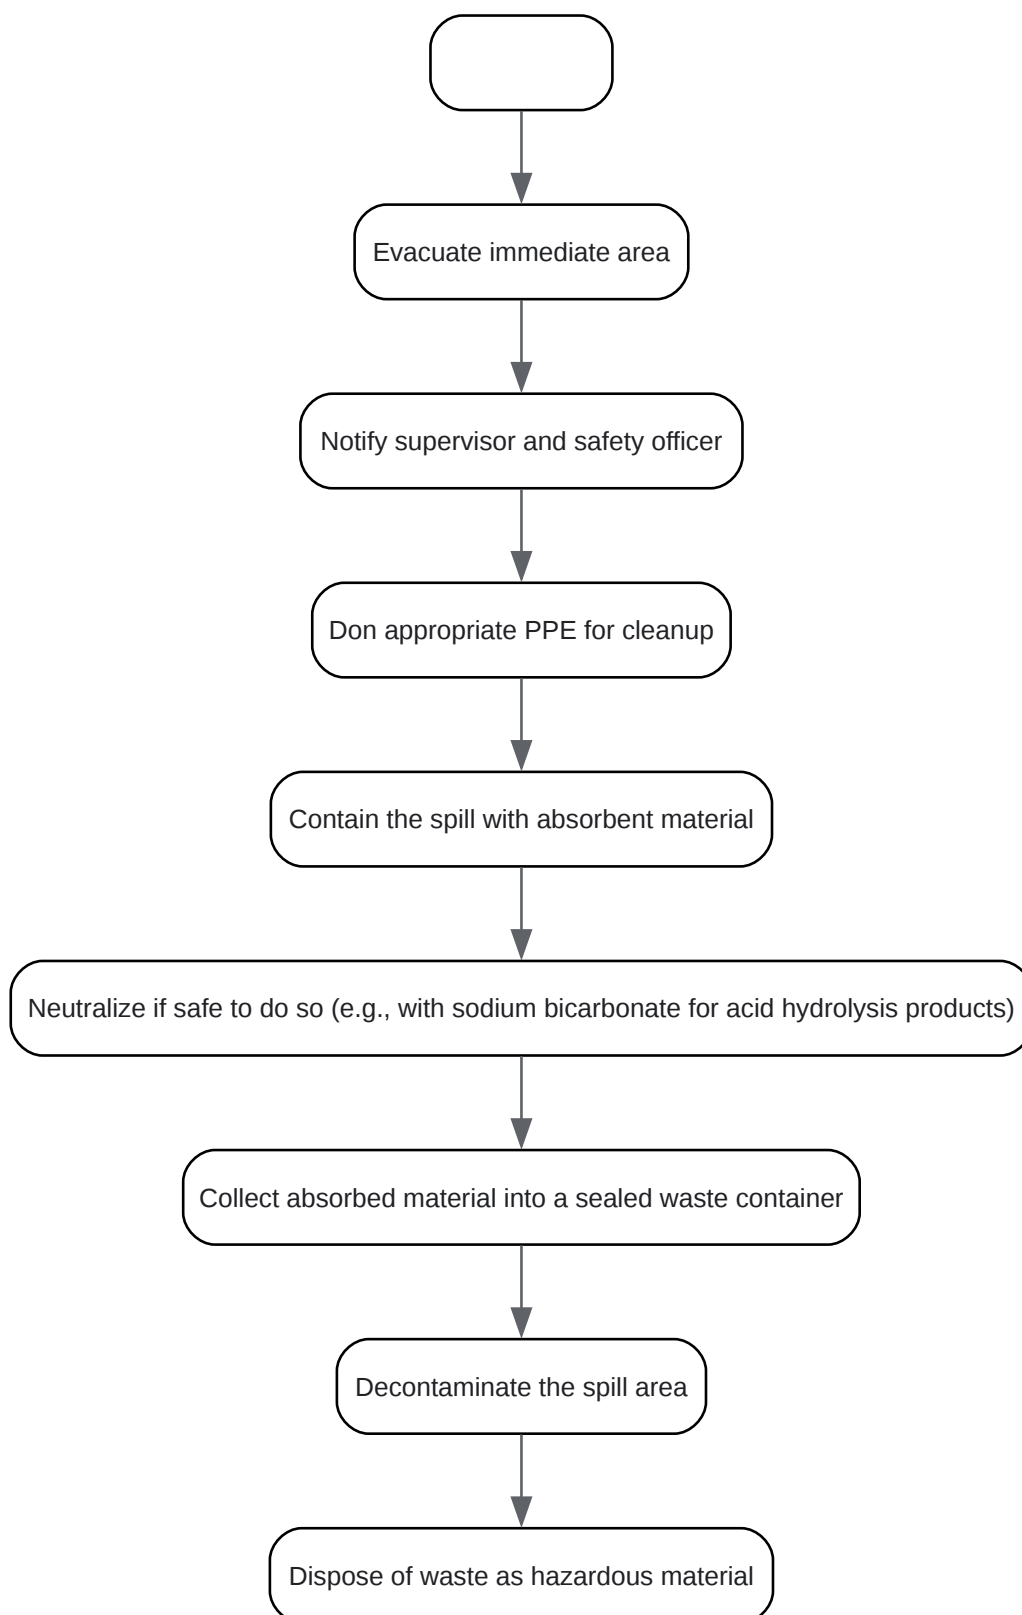 Evacuate immediate area
Notify supervisor and safety officer
Don appropriate PPE for cleanup
Contain the spill with absorbent material
Neutralize if safe to do so (e.g., with sodium bicarbonate for acid hydrolysis products)
Collect absorbed material into a sealed waste container
Decontaminate the spill area
Dispose of waste as hazardous material